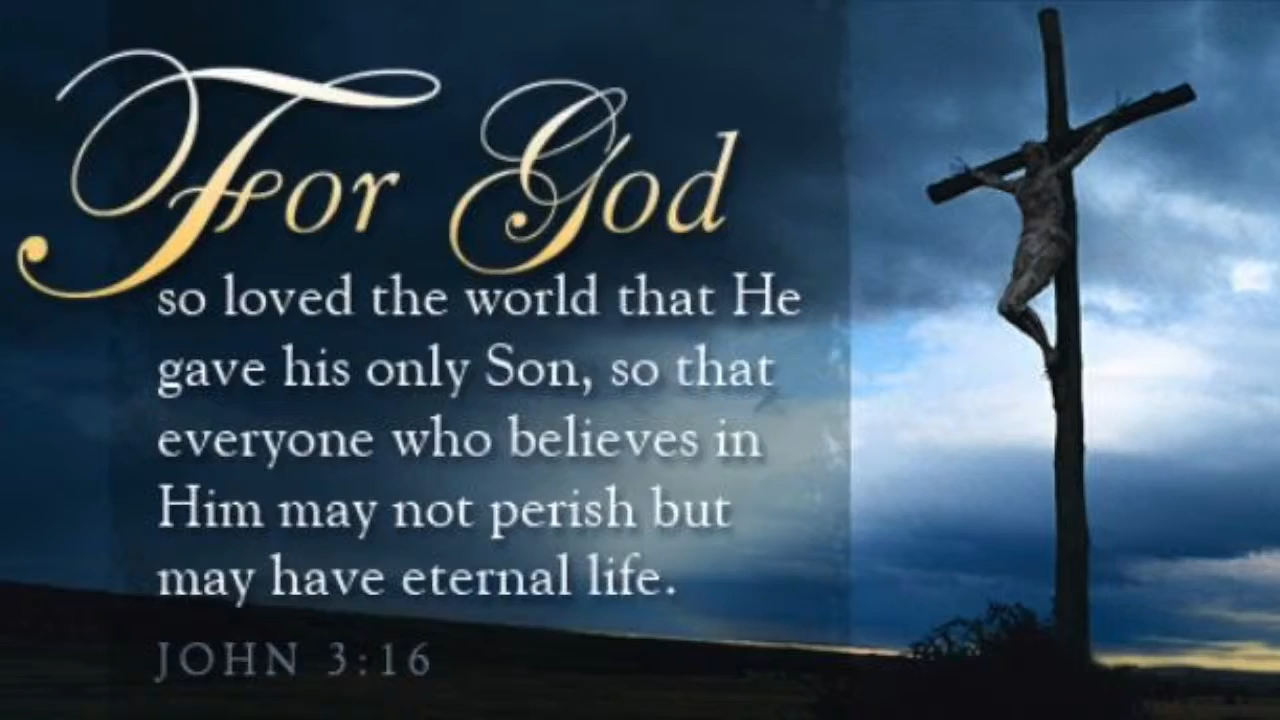 For God
so loved the world that He
gave his only Son, so that
everyone who believes in
Him may not perish but
may have eternal life.
JOHN 3:16